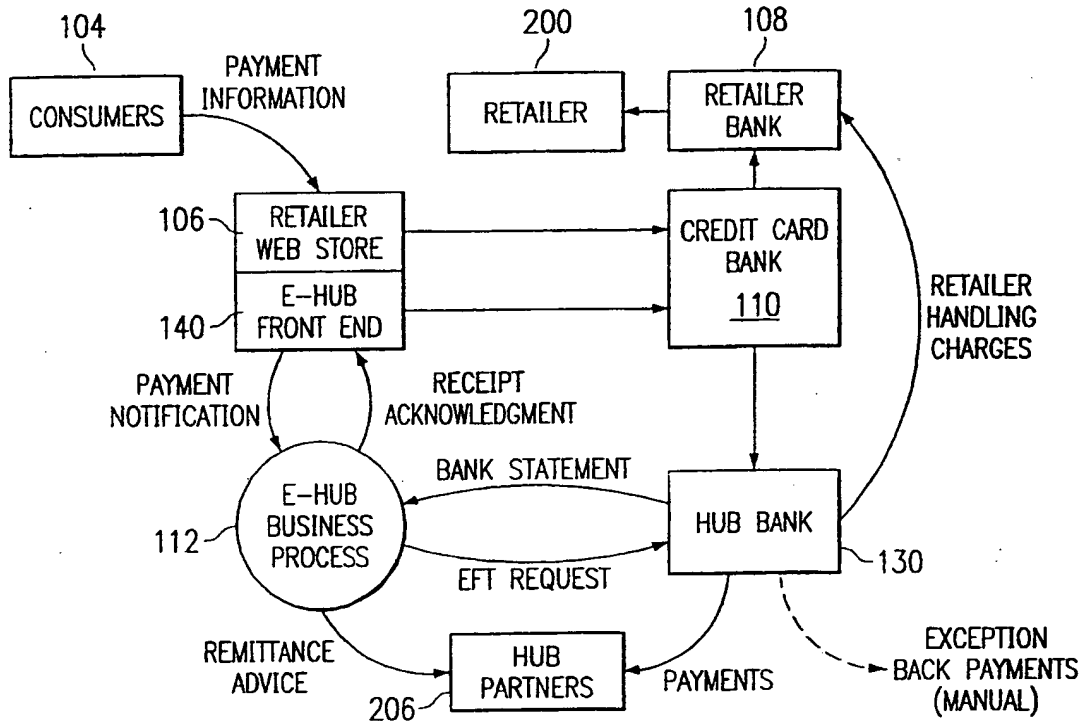 104
200
108
CONSUMERS
PAYMENT
INFORMATION
RETAILER
RETAILER
BANK
106
RETAILER
WEB STORE
140
E-HUB
FRONT END
CREDIT CARD
BANK
110
RETAILER
HANDLING
CHARGES
PAYMENT
NOTIFICATION
RECEIPT
ACKNOWLEDGMENT
112
E-HUB
BUSINESS
PROCESS
BANK STATEMENT
EFT REQUEST
HUB BANK
130
REMITTANCE
ADVICE
HUB
PARTNERS
206
PAYMENTS
EXCEPTION
BACK PAYMENTS
(MANUAL)